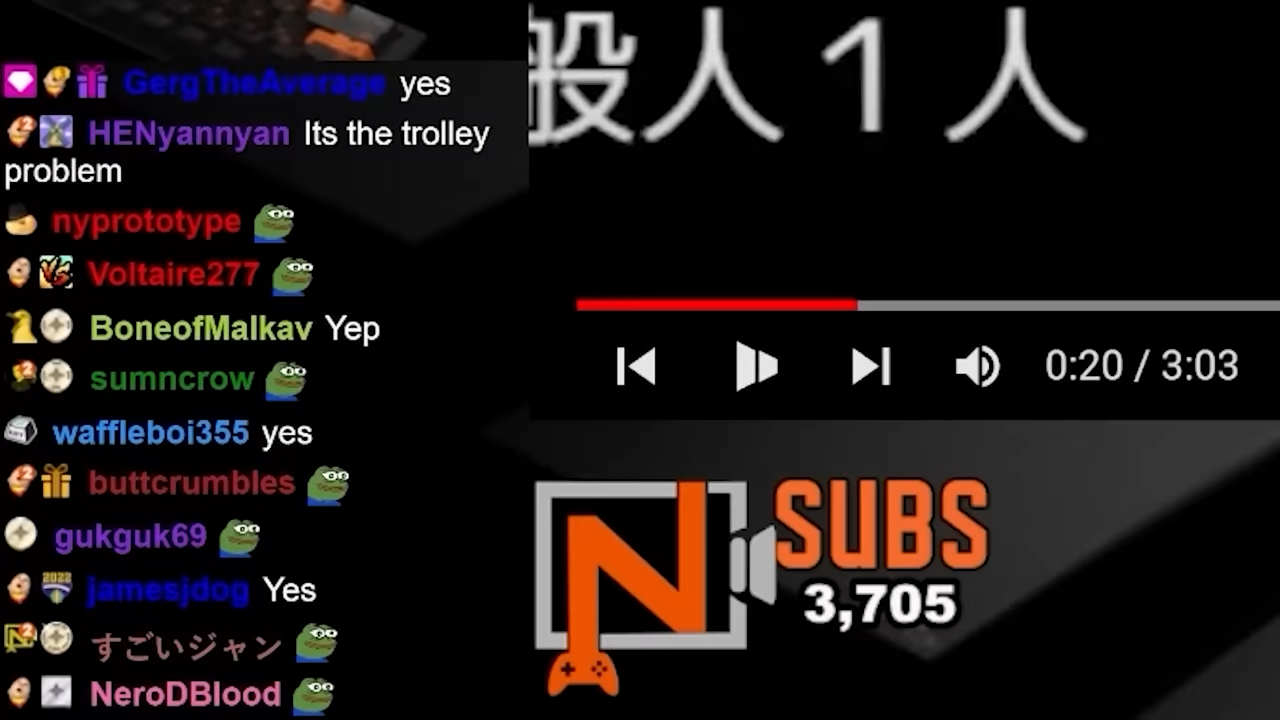 GergTheAverage yes
HENyannyan Its the trolley
problem
nyprototype
Voltaire277
BoneofMalkav Yep
sumncrow
waffleboi355 yes
buttcrumbles
gukguk69
jamesjdog Yes
すごいジャン
NeroDBlood
般人1人
0:20 / 3:03
SUBS
3,705